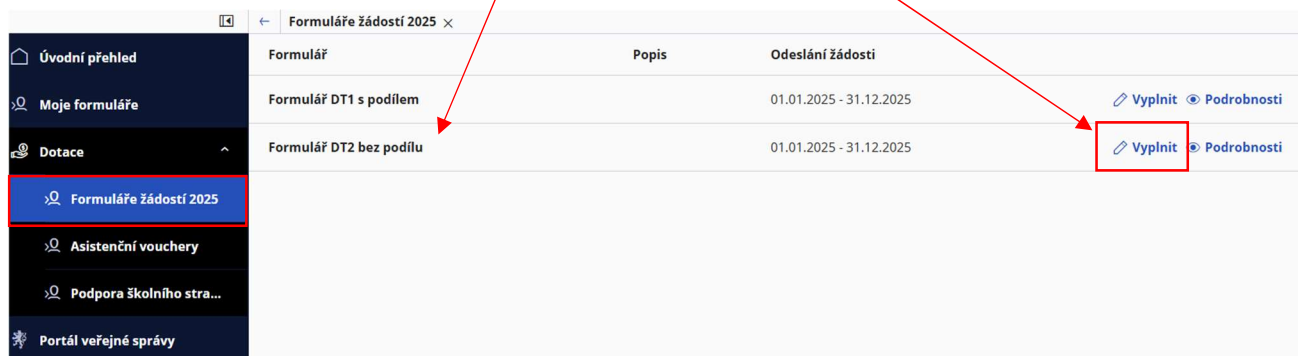 Formuláře žádostí 2025
Úvodní přehled
Moje formuláře
Dotace
Formuláře žádostí 2025
Asistenční vouchery
Podpora školního stra...
Portál veřejné správy
Formulář Popis Odeslání žádosti
Formulář DT1 s podílem 01.01.2025 - 31.12.2025 Vyplnit Podrobnosti
Formulář DT2 bez podílu 01.01.2025 - 31.12.2025 Vyplnit Podrobnosti